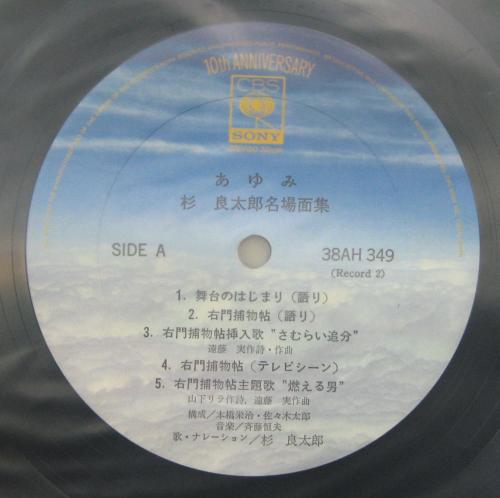 10th ANNIVERSARY
CBS
SONY
あゆみ
杉 良太郎名場面集
SIDE A
38AH 349
(Record 2)
1. 舞台のはじまり(語り)
2. 右門捕物帖(語り)
3. 右門捕物帖挿入歌"さむらい追分"
遠藤 実作詩・作曲
4. 右門捕物帖(テレビシーン)
5. 右門捕物帖主題歌"燃える男"
山下リラ作詩, 遠藤 実作曲
構成/本橋栄治・佐々木太郎
音楽/斉藤恒夫
歌・ナレーション/杉 良太郎